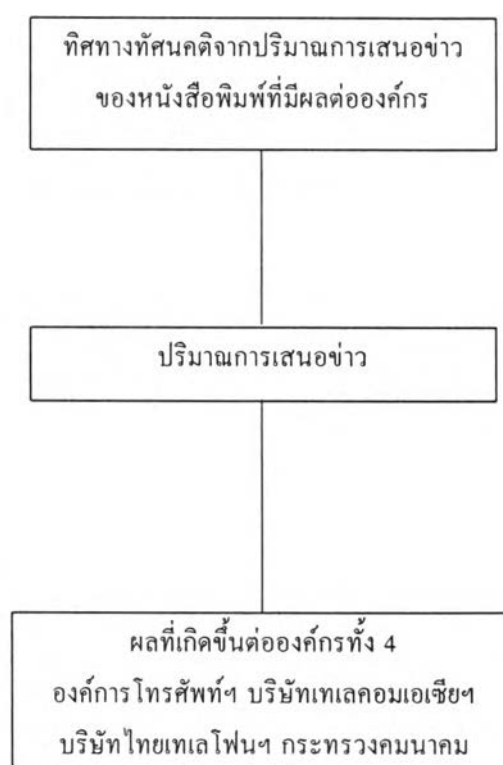 ทิศทางทัศนคติจากปริมาณการเสนอข่าว
ของหนังสือพิมพ์ที่มีผลต่อองค์กร
ปริมาณการเสนอข่าว
ผลที่เกิดขึ้นต่อองค์กรทั้ง 4
องค์การโทรศัพท์ฯ บริษัทเทเลคอมเอเซียฯ
บริษัทไทยเทเลโฟนฯ กระทรวงคมนาคม